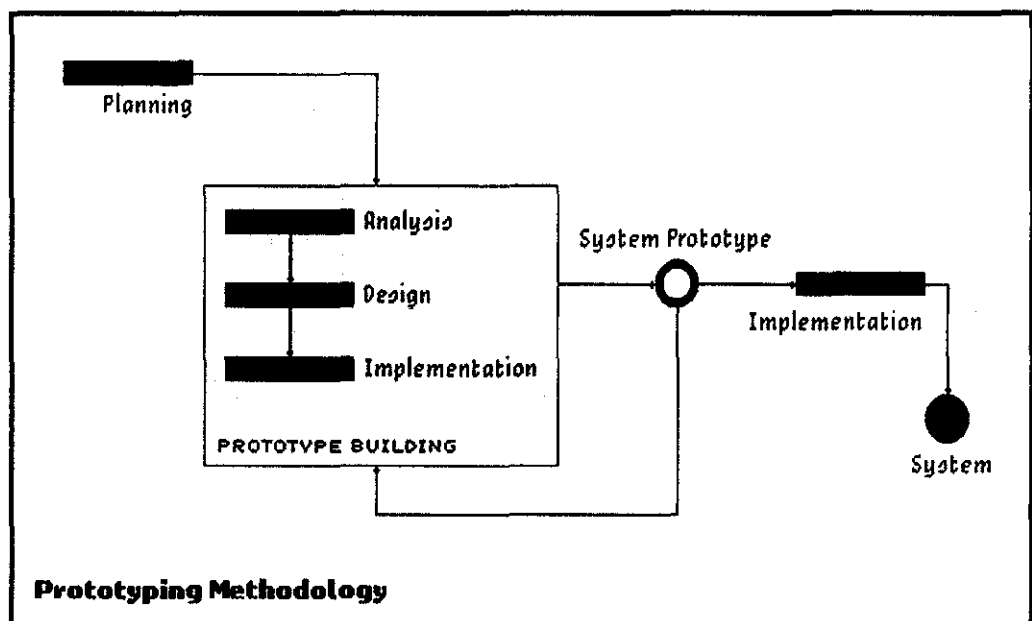 Planning
Analysis
System Prototype
Design
Implementation
Implementation
PROTOTYPE BUILDING
System
Prototyping Methodology